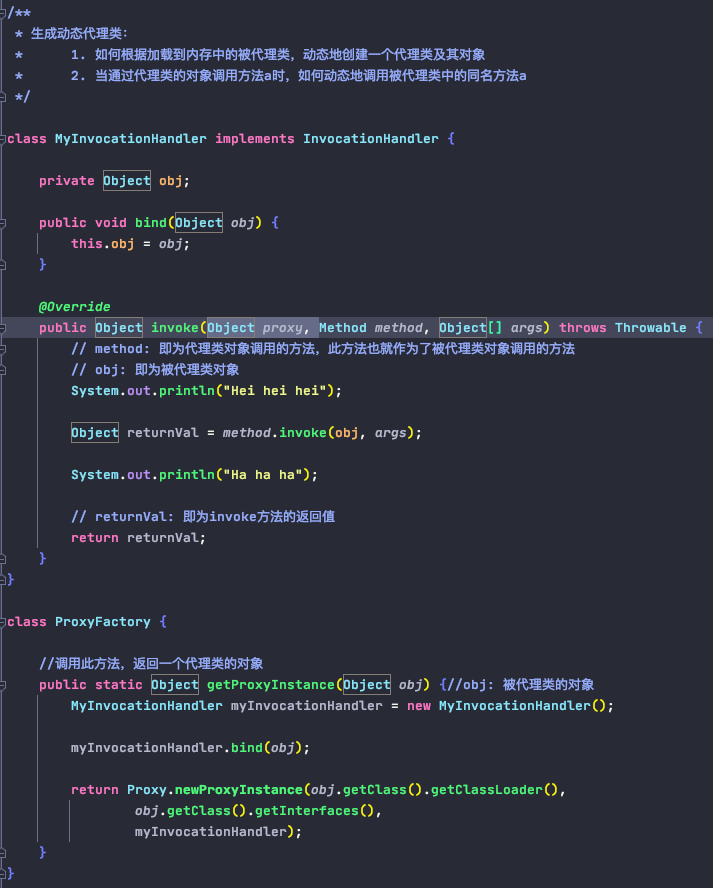 /**
 * 生成动态代理类:
 *      1. 如何根据加载到内存中的被代理类，动态地创建一个代理类及其对象
 *      2. 当通过代理类的对象调用方法a时，如何动态地调用被代理类中的同名方法a
 */
class MyInvocationHandler implements InvocationHandler {
    private Object obj;
    public void bind(Object obj) {
        this.obj = obj;
    }
    @Override
    public Object invoke(Object proxy, Method method, Object[] args) throws Throwable {
        // method: 即为代理类对象调用的方法，此方法也就作为了被代理类对象调用的方法
        // obj: 即为被代理类对象
        System.out.println("Hei hei hei");
        Object returnVal = method.invoke(obj, args);
        System.out.println("Ha ha ha");
        // returnVal: 即为invoke方法的返回值
        return returnVal;
    }
}
class ProxyFactory {
    //调用此方法，返回一个代理类的对象
    public static Object getProxyInstance(Object obj) {//obj: 被代理类的对象
        MyInvocationHandler myInvocationHandler = new MyInvocationHandler();
        myInvocationHandler.bind(obj);
        return Proxy.newProxyInstance(obj.getClass().getClassLoader(),
                obj.getClass().getInterfaces(),
                myInvocationHandler);
    }
}